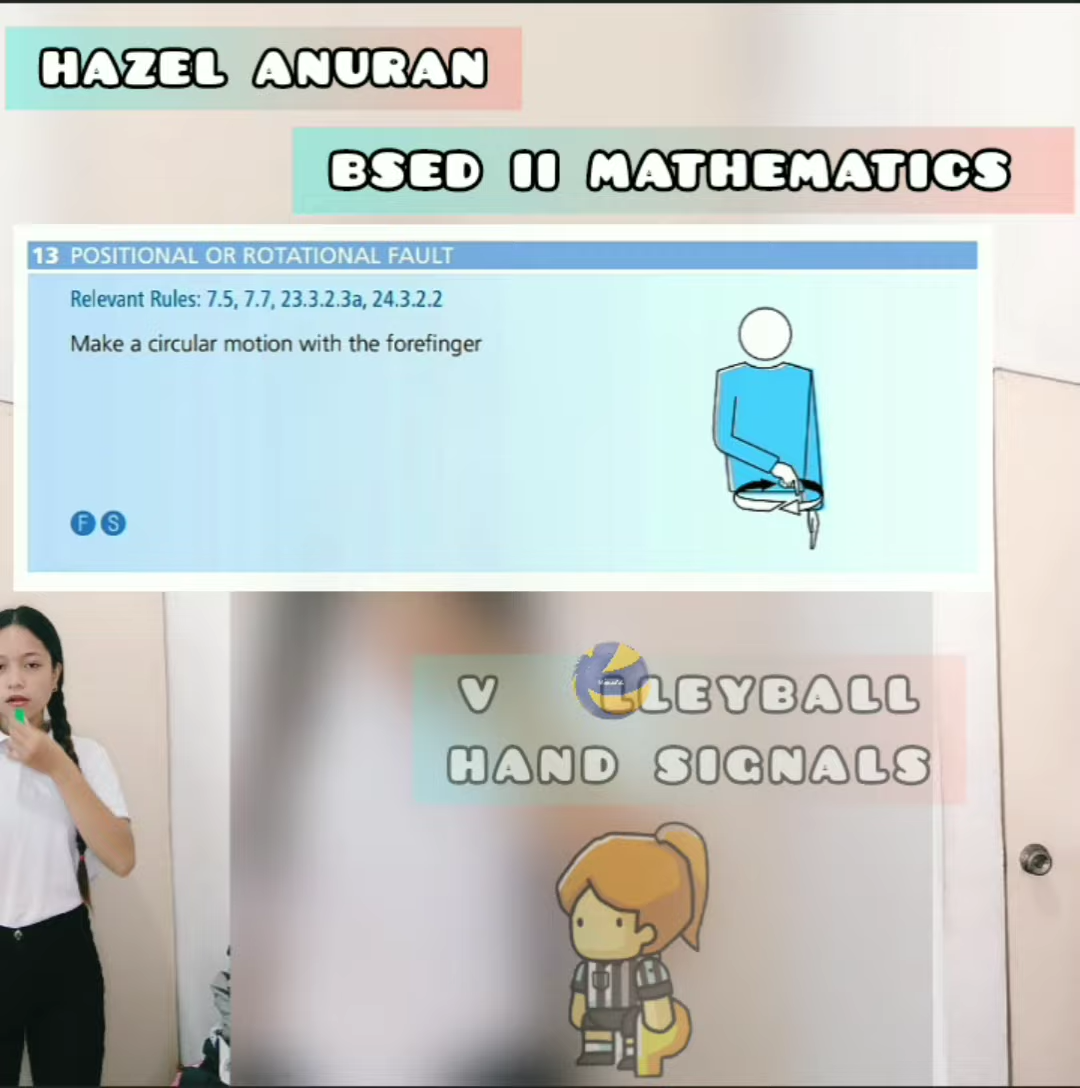 HAZEL ANURAN
BSED II MATHEMATICS
13 POSITIONAL OR ROTATIONAL FAULT
Relevant Rules: 7.5, 7.7, 23.3.2.3a, 24.3.2.2
Make a circular motion with the forefinger
F S
V LLEYBALL
HAND SIGNALS